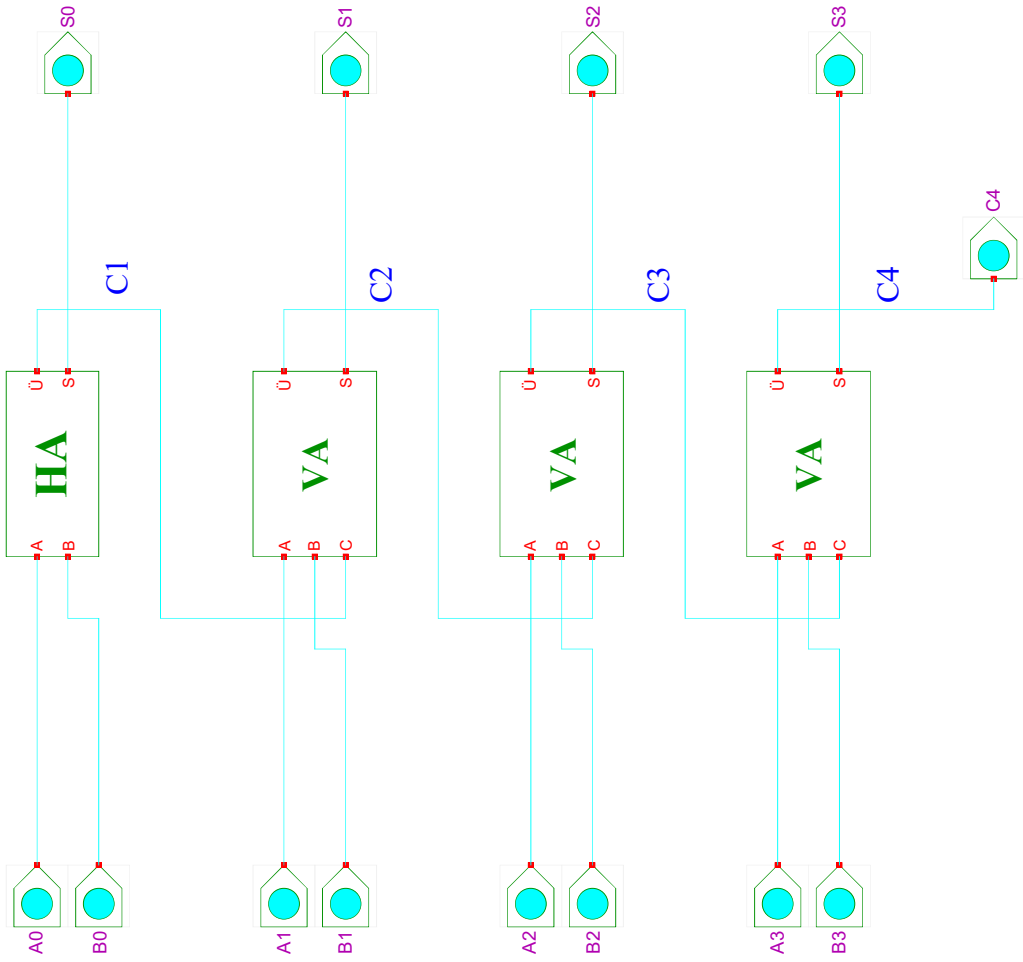 S0 S1 S2 S3
C4
C1 C2 C3 C4
Ü S Ü S Ü S Ü S
HA VA VA VA
A B A B C A B C A B C
A0 B0 A1 B1 A2 B2 A3 B3